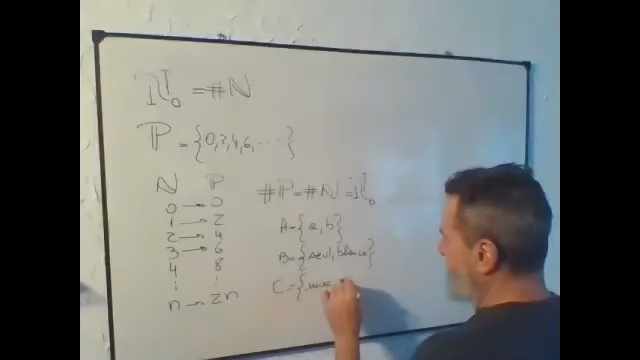 ℵ₀ = #ℕ
ℙ = {0,2,4,6,...}
ℕ ℙ
0 → 0
1 → 2
2 → 4
3 → 6
4 8
⋮ ⋮
n → 2n
#ℙ = #ℕ = ℵ₀
A = {a, b}
B = {azul, blanco}
C = {